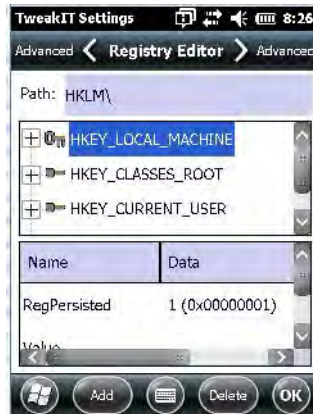 TweakIT Settings 8:26
Advanced Registry Editor Advanced
Path: HKLM\
HKEY_LOCAL_MACHINE
HKEY_CLASSES_ROOT
HKEY_CURRENT_USER
Name Data
RegPersisted 1 (0x00000001)
Value
Add Delete OK